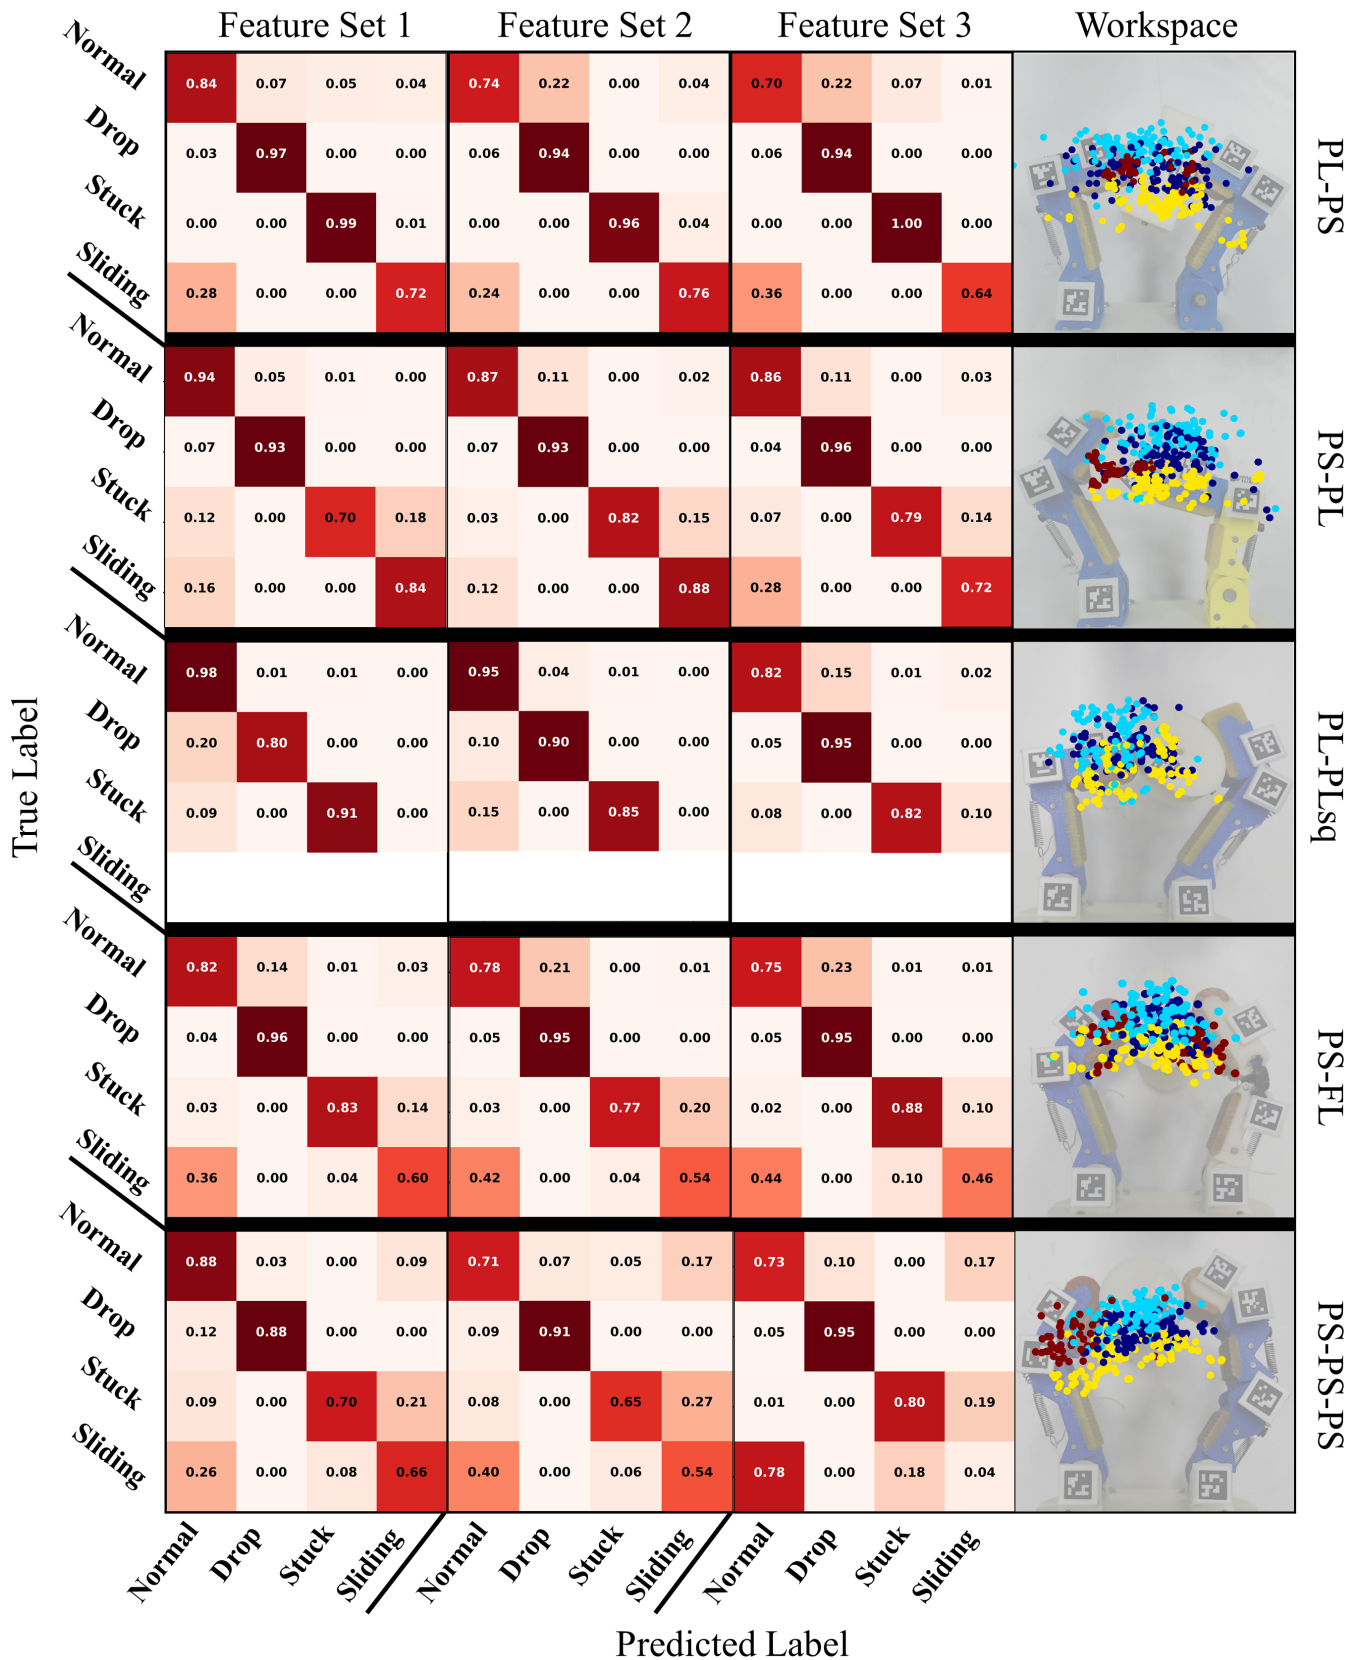 Feature Set 1 Feature Set 2 Feature Set 3 Workspace
Normal 0.84 0.07 0.05 0.04 0.74 0.22 0.00 0.04 0.70 0.22 0.07 0.01
Drop 0.03 0.97 0.00 0.00 0.06 0.94 0.00 0.00 0.06 0.94 0.00 0.00
Stuck 0.00 0.00 0.99 0.01 0.00 0.00 0.96 0.04 0.00 0.00 1.00 0.00
Sliding 0.28 0.00 0.00 0.72 0.24 0.00 0.00 0.76 0.36 0.00 0.00 0.64
PL-PS
Normal 0.94 0.05 0.01 0.00 0.87 0.11 0.00 0.02 0.86 0.11 0.00 0.03
Drop 0.07 0.93 0.00 0.00 0.07 0.93 0.00 0.00 0.04 0.96 0.00 0.00
Stuck 0.12 0.00 0.70 0.18 0.03 0.00 0.82 0.15 0.07 0.00 0.79 0.14
Sliding 0.16 0.00 0.00 0.84 0.12 0.00 0.00 0.88 0.28 0.00 0.00 0.72
PS-PL
True Label
Normal 0.98 0.01 0.01 0.00 0.95 0.04 0.01 0.00 0.82 0.15 0.01 0.02
Drop 0.20 0.80 0.00 0.00 0.10 0.90 0.00 0.00 0.05 0.95 0.00 0.00
Stuck 0.09 0.00 0.91 0.00 0.15 0.00 0.85 0.00 0.08 0.00 0.82 0.10
Sliding
PL-PLsq
Normal 0.82 0.14 0.01 0.03 0.78 0.21 0.00 0.01 0.75 0.23 0.01 0.01
Drop 0.04 0.96 0.00 0.00 0.05 0.95 0.00 0.00 0.05 0.95 0.00 0.00
Stuck 0.03 0.00 0.83 0.14 0.03 0.00 0.77 0.20 0.02 0.00 0.88 0.10
Sliding 0.36 0.00 0.04 0.60 0.42 0.00 0.04 0.54 0.44 0.00 0.10 0.46
PS-FL
Normal 0.88 0.03 0.00 0.09 0.71 0.07 0.05 0.17 0.73 0.10 0.00 0.17
Drop 0.12 0.88 0.00 0.00 0.09 0.91 0.00 0.00 0.05 0.95 0.00 0.00
Stuck 0.09 0.00 0.70 0.21 0.08 0.00 0.65 0.27 0.01 0.00 0.80 0.19
Sliding 0.26 0.00 0.08 0.66 0.40 0.00 0.06 0.54 0.78 0.00 0.18 0.04
PS-PS-PS
Normal Drop Stuck Sliding Normal Drop Stuck Sliding Normal Drop Stuck Sliding
Predicted Label